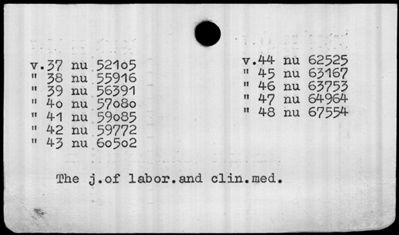 v.37 nu 52105
" 38 nu 55916
" 39 nu 56391
" 40 nu 57080
" 41 nu 59085
" 42 nu 59772
" 43 nu 60502
v.44 nu 62525
" 45 nu 63167
" 46 nu 63753
" 47 nu 64964
" 48 nu 67554
The j.of labor.and clin.med.